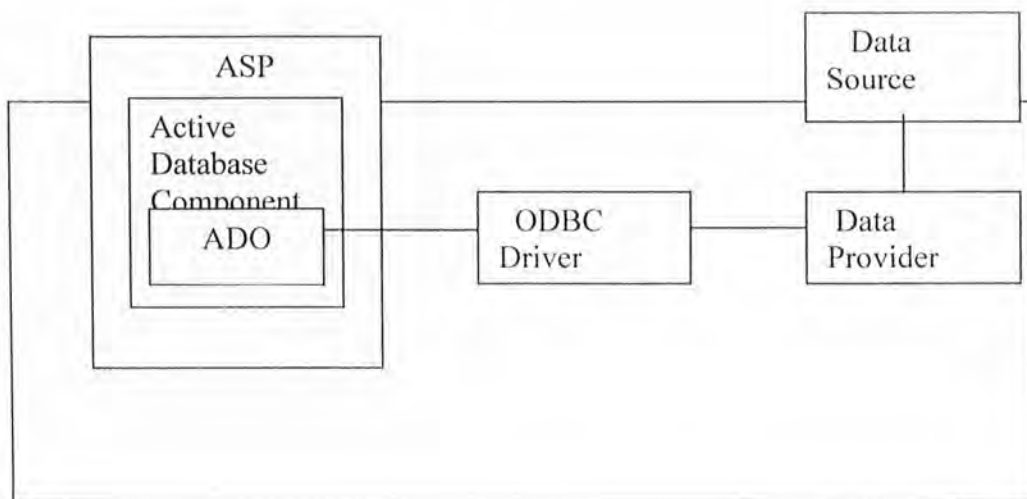 ASP
Active
Database
Component
ADO
ODBC
Driver
Data
Source
Data
Provider